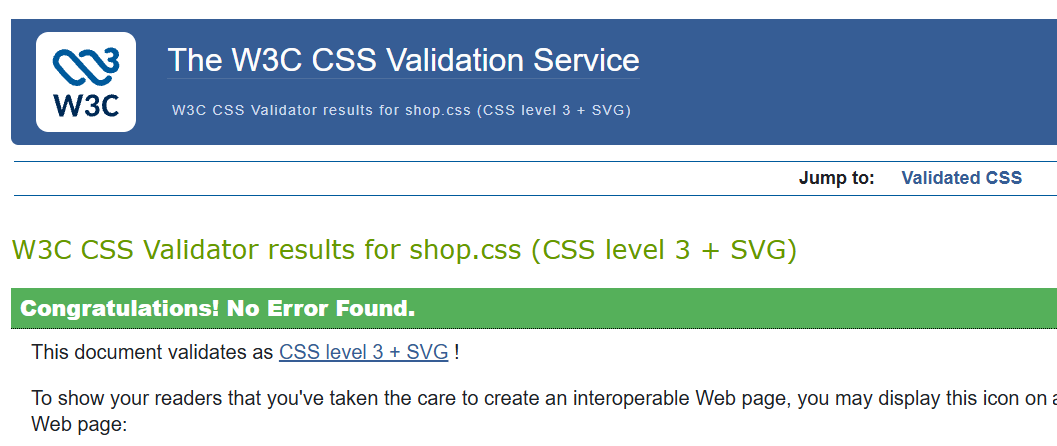 W3C
The W3C CSS Validation Service
W3C CSS Validator results for shop.css (CSS level 3 + SVG)
Jump to: Validated CSS
W3C CSS Validator results for shop.css (CSS level 3 + SVG)
Congratulations! No Error Found.
This document validates as CSS level 3 + SVG !
To show your readers that you've taken the care to create an interoperable Web page, you may display this icon on a
Web page: